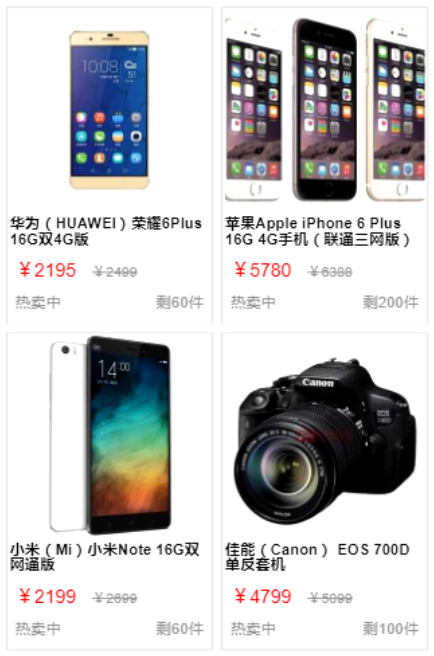 10:08
华为（HUAWEI）荣耀6Plus
16G双4G版
￥2195 ￥2499
热卖中 剩60件
苹果Apple iPhone 6 Plus
16G 4G手机（联通三网版）
￥5780 ￥6388
热卖中 剩200件
14:00
小米（Mi）小米Note 16G双
网通版
￥2199 ￥2699
热卖中 剩60件
Canon
EOS
700D
佳能（Canon） EOS 700D
单反套机
￥4799 ￥5099
热卖中 剩100件